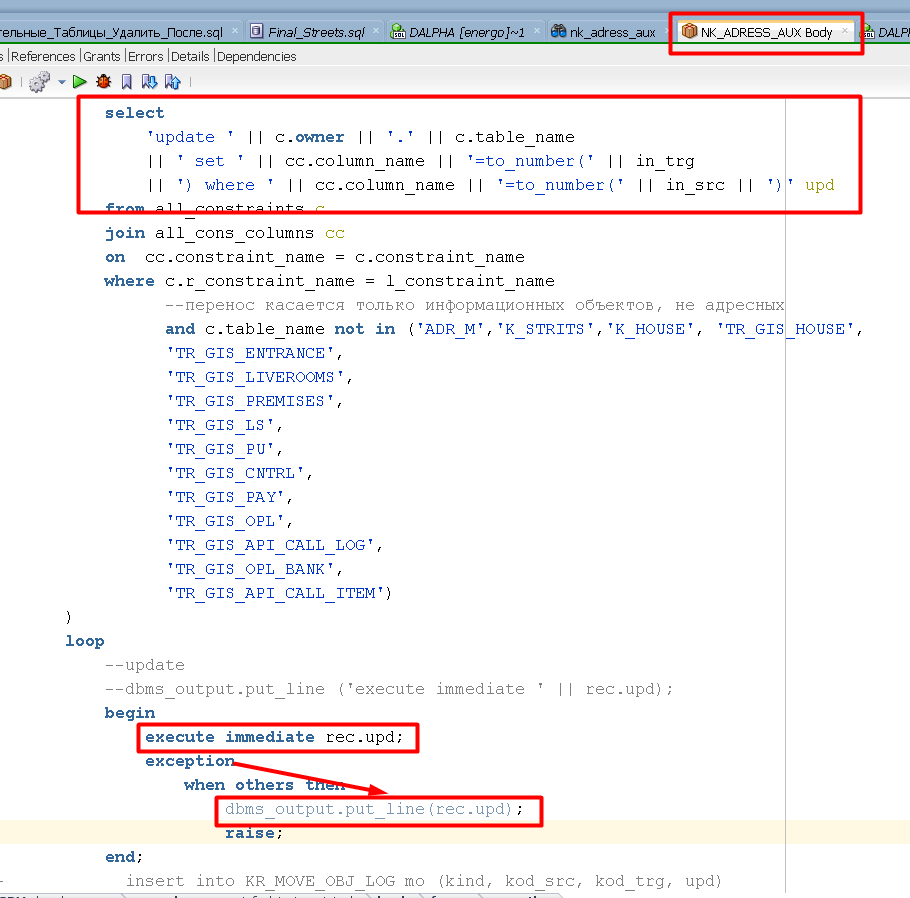 тельные_Таблицы_Удалить_После.sql Final_Streets.sql DALPHA [energo]~1 nk_adress_aux NK_ADRESS_AUX Body DALPH
s |References |Grants |Errors |Details |Dependencies
select
'update ' || c.owner || '.' || c.table_name
|| ' set ' || cc.column_name || '=to_number(' || in_trg
|| ') where ' || cc.column_name || '=to_number(' || in_src || ')' upd
from all_constraints c
join all_cons_columns cc
on cc.constraint_name = c.constraint_name
where c.r_constraint_name = l_constraint_name
--перенос касается только информационных объектов, не адресных
and c.table_name not in ('ADR_M','K_STRITS','K_HOUSE', 'TR_GIS_HOUSE',
'TR_GIS_ENTRANCE',
'TR_GIS_LIVEROOMS',
'TR_GIS_PREMISES',
'TR_GIS_LS',
'TR_GIS_PU',
'TR_GIS_CNTRL',
'TR_GIS_PAY',
'TR_GIS_OPL',
'TR_GIS_API_CALL_LOG',
'TR_GIS_OPL_BANK',
'TR_GIS_API_CALL_ITEM')
)
loop
--update
--dbms_output.put_line ('execute immediate ' || rec.upd);
begin
execute immediate rec.upd;
exception
when others then
dbms_output.put_line(rec.upd);
raise;
end;
insert into KR_MOVE_OBJ_LOG mo (kind, kod_src, kod_trg, upd)